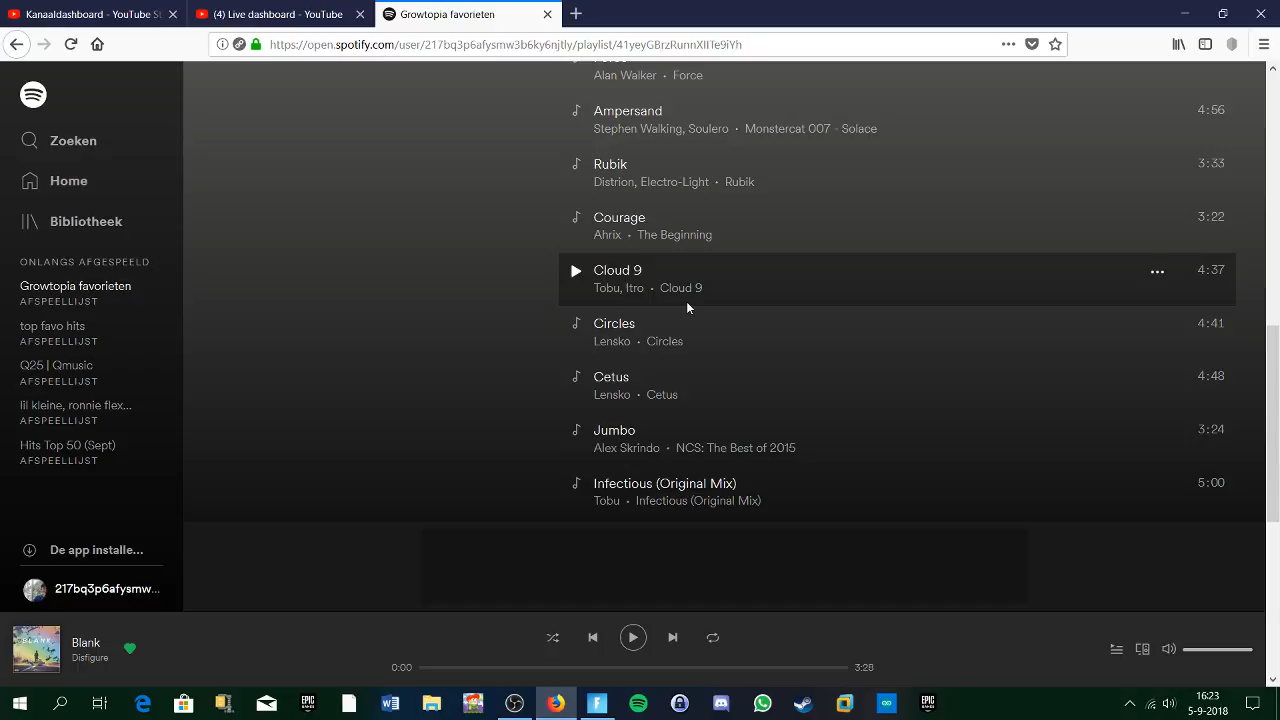 Kanaaldashboard - YouTube St
(4) Live dashboard - YouTube
Growtopia favorieten
https://open.spotify.com/user/217bq3p6afysmw3b6ky6njqlu/playlist/41yeyGBrzRunnXIITe9iYh
Zoeken
Home
Bibliotheek
ONLANGS AFGESPEELD
Growtopia favorieten
AFSPEELLIJST
top favo hits
AFSPEELLIJST
Q25 | Qmusic
AFSPEELLIJST
lil kleine, ronnie flex...
AFSPEELLIJST
Hits Top 50 (Sept)
AFSPEELLIJST
De app installe...
217bq3p6afysmw...
Alan Walker • Force
Ampersand 4:56
Stephen Walking, Soulero • Monstercat 007 - Solace
Rubik 3:33
Distrion, Electro-Light • Rubik
Courage 3:22
Ahrix • The Beginning
Cloud 9 4:37
Tobu, Itro • Cloud 9
Circles 4:41
Lensko • Circles
Cetus 4:48
Lensko • Cetus
Jumbo 3:24
Alex Skrindo • NCS: The Best of 2015
Infectious (Original Mix) 5:00
Tobu • Infectious (Original Mix)
BLANK
Blank
Disfigure
0:00 3:28
EPIC
GAMES
EPIC
GAMES
16:23
5-9-2018